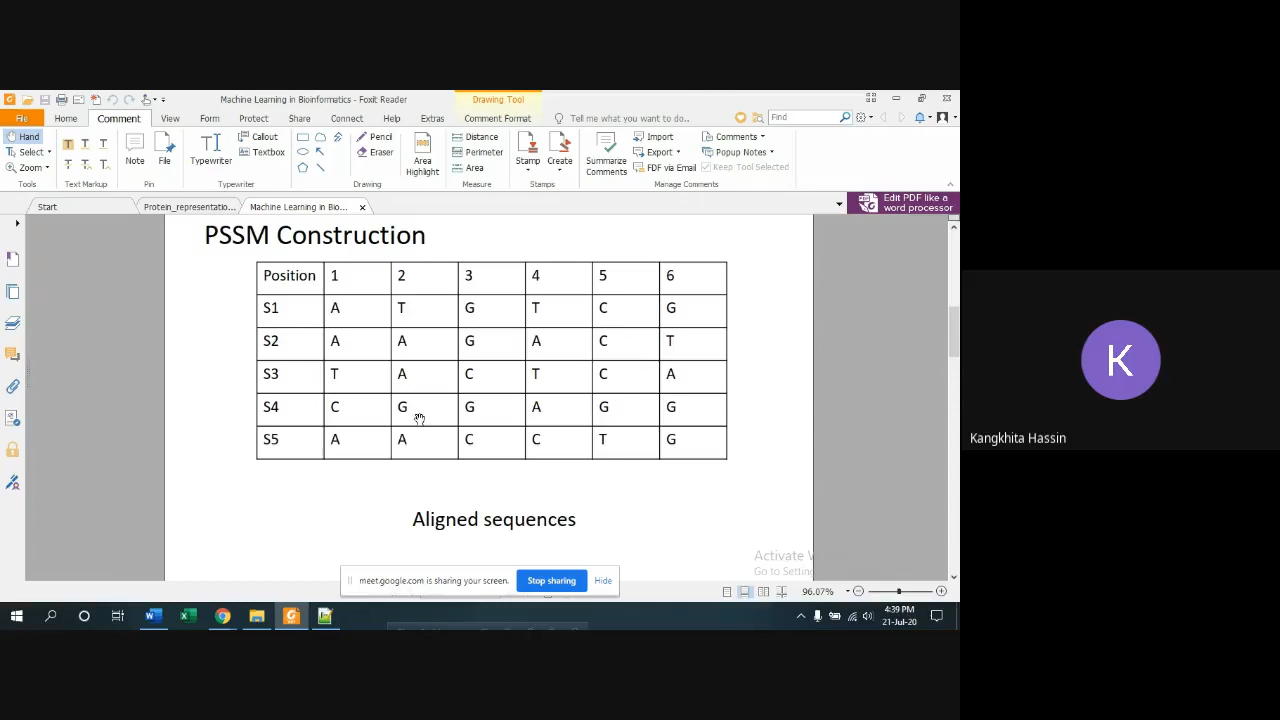 Machine Learning in Bioinformatics - Foxit Reader
Drawing Tool
File Home Comment View Form Protect Share Connect Help Extras Comment Format Tell me what you want to do.. Find
Hand
Select
Zoom
Tools
Text Markup
Note
File
Pin
Typewriter
Callout
Textbox
Typewriter
Pencil
Eraser
Drawing
Area
Highlight
Distance
Perimeter
Area
Measure
Stamp
Create
Stamps
Summarize
Comments
Import
Export
FDF via Email
Comments
Popup Notes
Keep Tool Selected
Manage Comments
Start
Protein_representatio...
Machine Learning in Bio...
Edit PDF like a
word processor
PSSM Construction
Position 1 2 3 4 5 6
S1 A T G T C G
S2 A A G A C T
S3 T A C T C A
S4 C G G A G G
S5 A A C C T G
Aligned sequences
Activate W
Go to Setting
meet.google.com is sharing your screen. Stop sharing Hide
96.07%
4:39 PM
21-Jul-20
K
Kangkhita Hassin